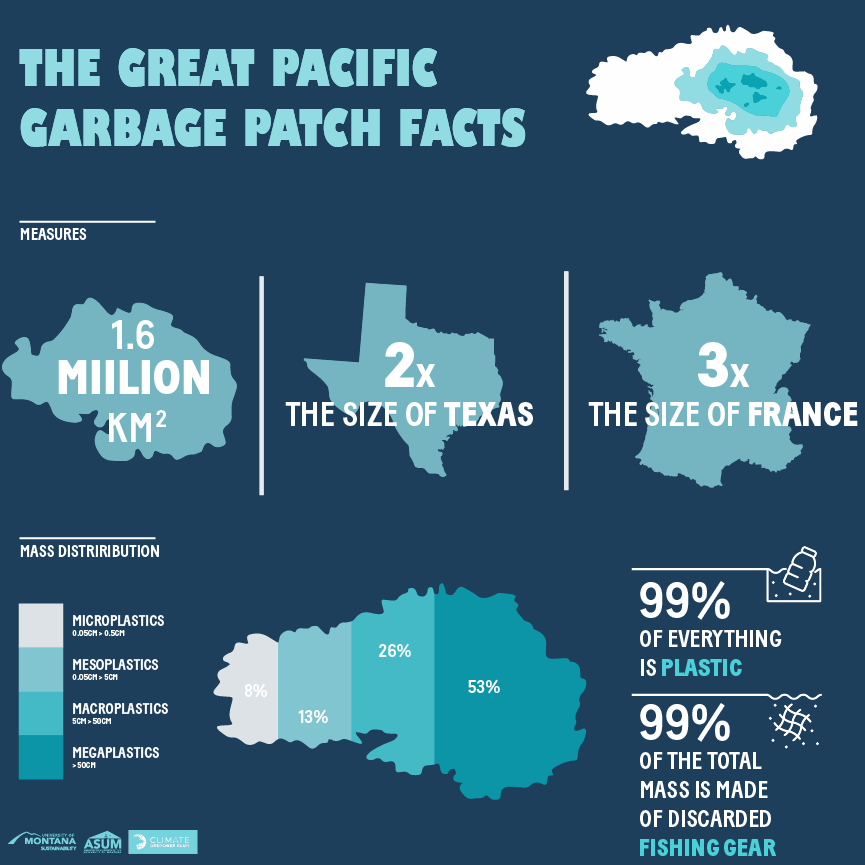 THE GREAT PACIFIC
GARBAGE PATCH FACTS
MEASURES
1.6
MIILION
KM²
2x
THE SIZE OF TEXAS
3x
THE SIZE OF FRANCE
MASS DISTRIRIBUTION
MICROPLASTICS
0.05CM > 0.5CM
MESOPLASTICS
0.05CM > 5CM
MACROPLASTICS
5CM > 50CM
MEGAPLASTICS
> 50CM
8%
13%
26%
53%
99%
OF EVERYTHING
IS PLASTIC
99%
OF THE TOTAL
MASS IS MADE
OF DISCARDED
FISHING GEAR
UNIVERSITY OF
MONTANA
SUSTAINABILITY
ASUM
CLIMATE